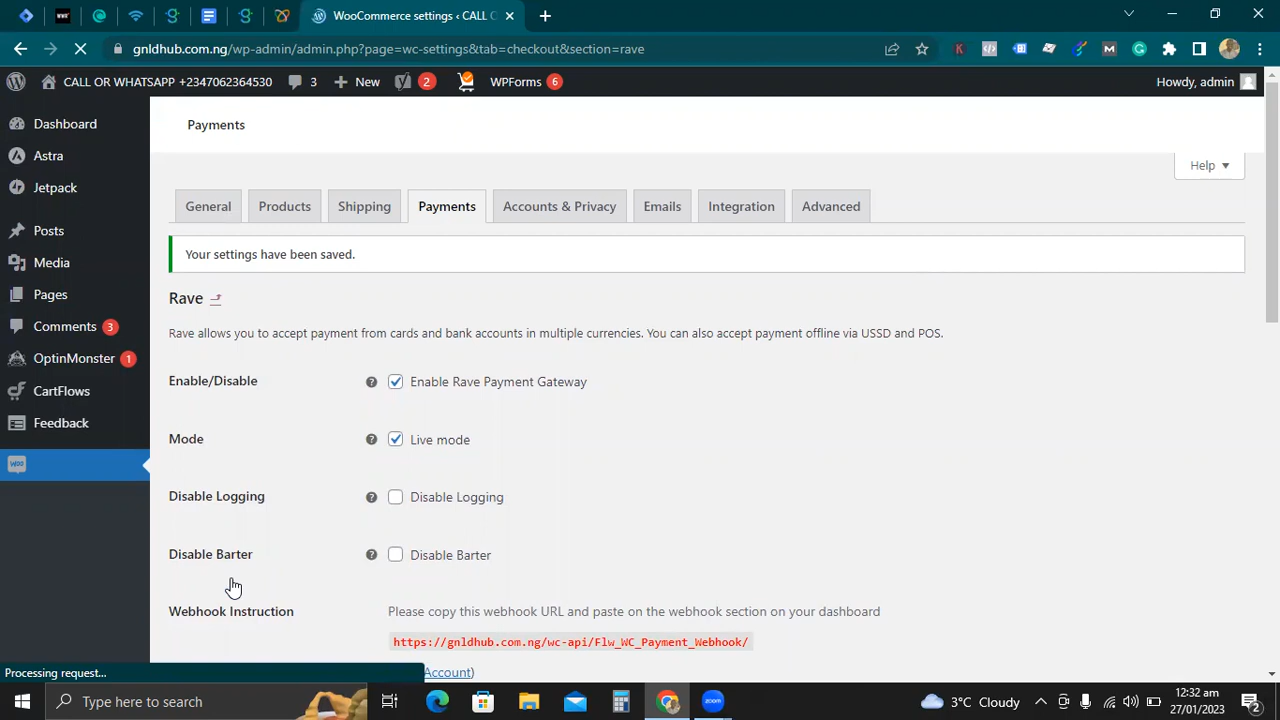 WooCommerce settings ‹ CALL O
gnldhub.com.ng/wp-admin/admin.php?page=wc-settings&tab=checkout&section=rave
CALL OR WHATSAPP +2347062364530
3
New
2
WPForms
6
Howdy, admin
Dashboard
Astra
Jetpack
Posts
Media
Pages
Comments 3
OptinMonster 1
CartFlows
Feedback
Payments
Help
General
Products
Shipping
Payments
Accounts & Privacy
Emails
Integration
Advanced
Your settings have been saved.
Rave
Rave allows you to accept payment from cards and bank accounts in multiple currencies. You can also accept payment offline via USSD and POS.
Enable/Disable
Enable Rave Payment Gateway
Mode
Live mode
Disable Logging
Disable Logging
Disable Barter
Disable Barter
Webhook Instruction
Please copy this webhook URL and paste on the webhook section on your dashboard
https://gnldhub.com.ng/wc-api/Flw_WC_Payment_Webhook/
Account)
Processing request...
Type here to search
zoom
3°C Cloudy
12:32 am
27/01/2023
2